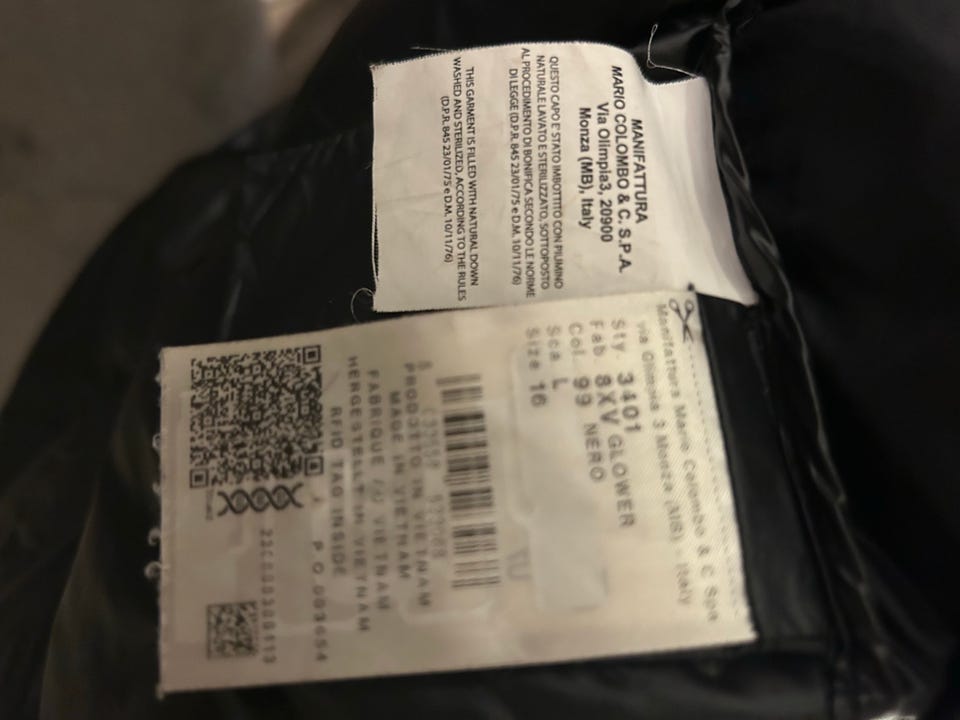 MANIFATTURA
MARIO COLOMBO & C. S.P.A.
Via Olimpia3, 20900
Monza (MB), Italy
QUESTO CAPO E' STATO IMBOTTITO CON PIUMINO
NATURALE LAVATO E STERILIZZATO, SOTTOPOSTO
AL PROCEDIMENTO DI BONIFICA SECONDO LE NORME
DI LEGGE (D.P.R. 845 23/01/75 e D.M. 10/11/76)
THIS GARMENT IS FILLED WITH NATURAL DOWN
WASHED AND STERILIZED, ACCORDING TO THE RULES
(D.P.R. 845 23/01/75 e D.M. 10/11/76)
Manifattura Mario Colombo & C Spa
via Olimpia 3 Monza (MB) - Italy
Sty 3401
Fab 8XV GLOWER
Col. 99 NERO
Sca L
Size 16
PRODOTTO IN VIETNAM
MADE IN VIETNAM
FABRIQUE AU VIETNAM
HERGESTELLT IN VIETNAM
RFID TAG INSIDE